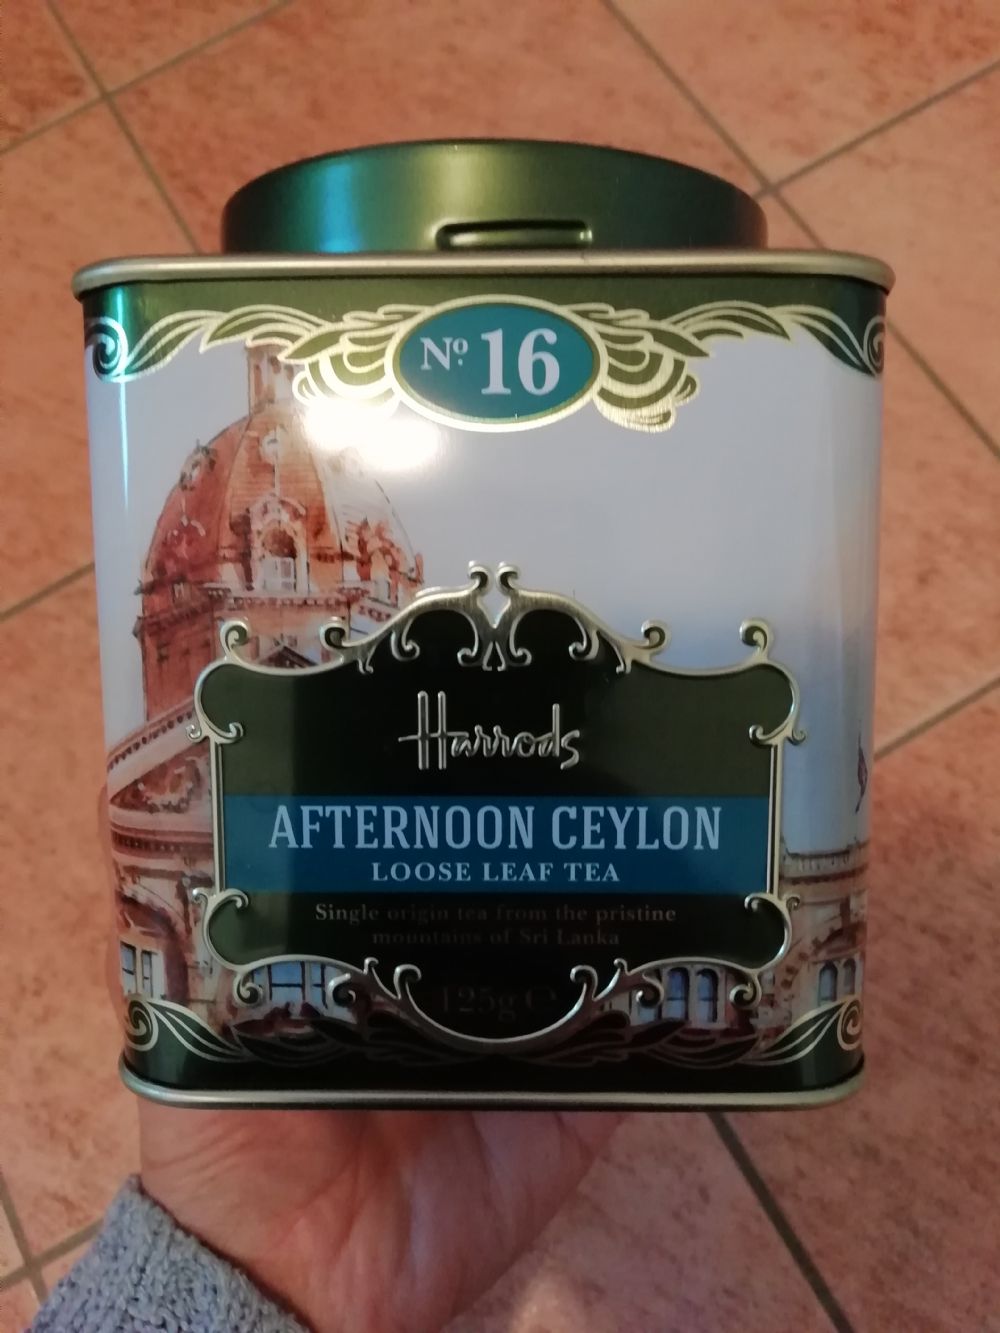 Nº 16
Harrods
AFTERNOON CEYLON
LOOSE LEAF TEA
Single origin tea from the pristine
mountains of Sri Lanka
125g ℮